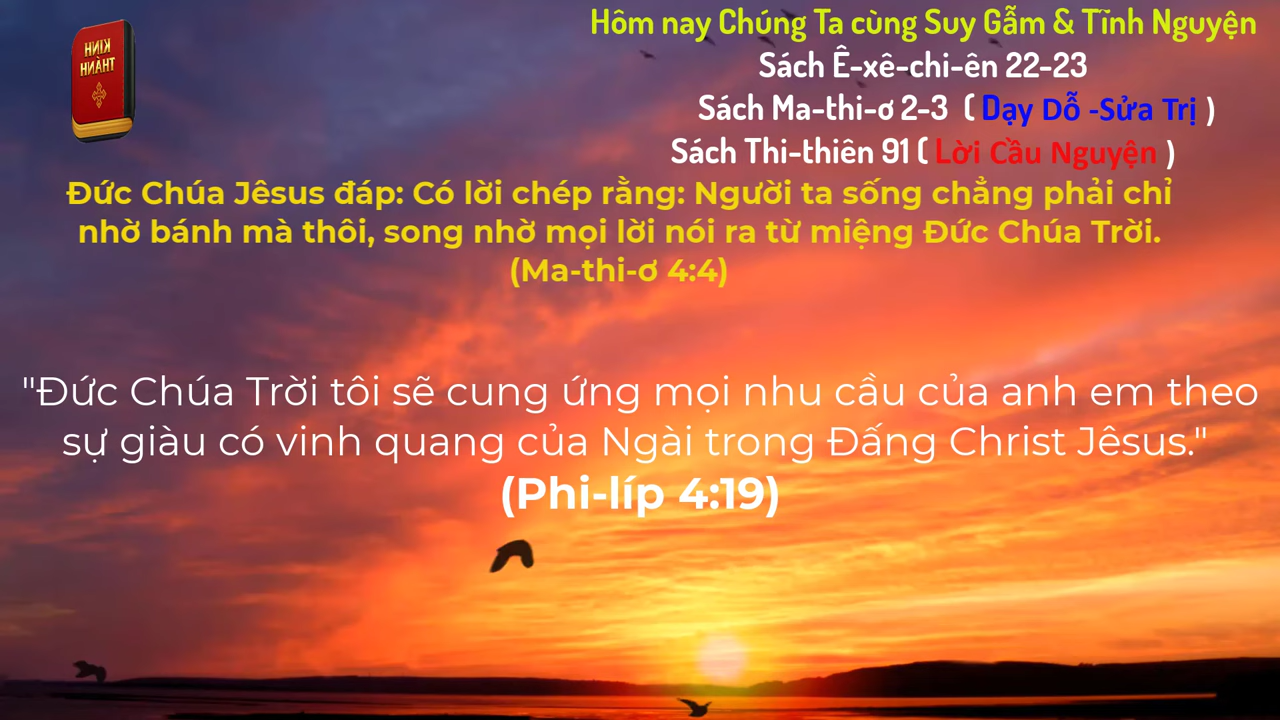 KINH
THÁNH
Hôm nay Chúng Ta cùng Suy Gẫm & Tĩnh Nguyện
Sách Ê-xê-chi-ên 22-23
Sách Ma-thi-ơ 2-3 ( Dạy Dỗ -Sửa Trị )
Sách Thi-thiên 91 ( Lời Cầu Nguyện )
Đức Chúa Jêsus đáp: Có lời chép rằng: Người ta sống chẳng phải chỉ
nhờ bánh mà thôi, song nhờ mọi lời nói ra từ miệng Đức Chúa Trời.
(Ma-thi-ơ 4:4)
"Đức Chúa Trời tôi sẽ cung ứng mọi nhu cầu của anh em theo
sự giàu có vinh quang của Ngài trong Đấng Christ Jêsus."
(Phi-líp 4:19)